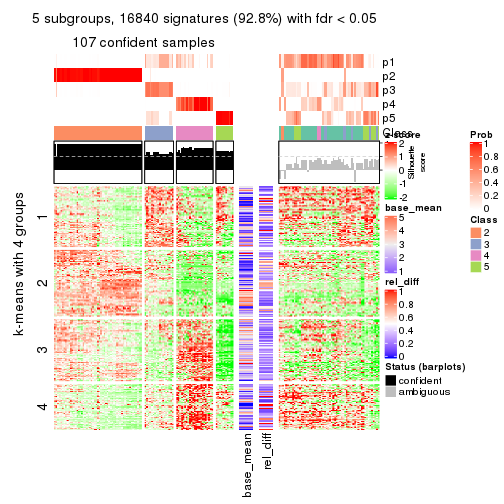 5 subgroups, 16840 signatures (92.8%) with fdr < 0.05
107 confident samples
p1
p2
p3
p4
p5
Class
k-means with 4 groups
1
2
3
4
base_mean
rel_diff
z-score
2
1
0
-1
-2
Silhouette
score
base_mean
5
4
3
2
1
rel_diff
1
0.8
0.6
0.4
0.2
0
Status (barplots)
confident
ambiguous
Prob
1
0.8
0.6
0.4
0.2
0
Class
2
3
4
5